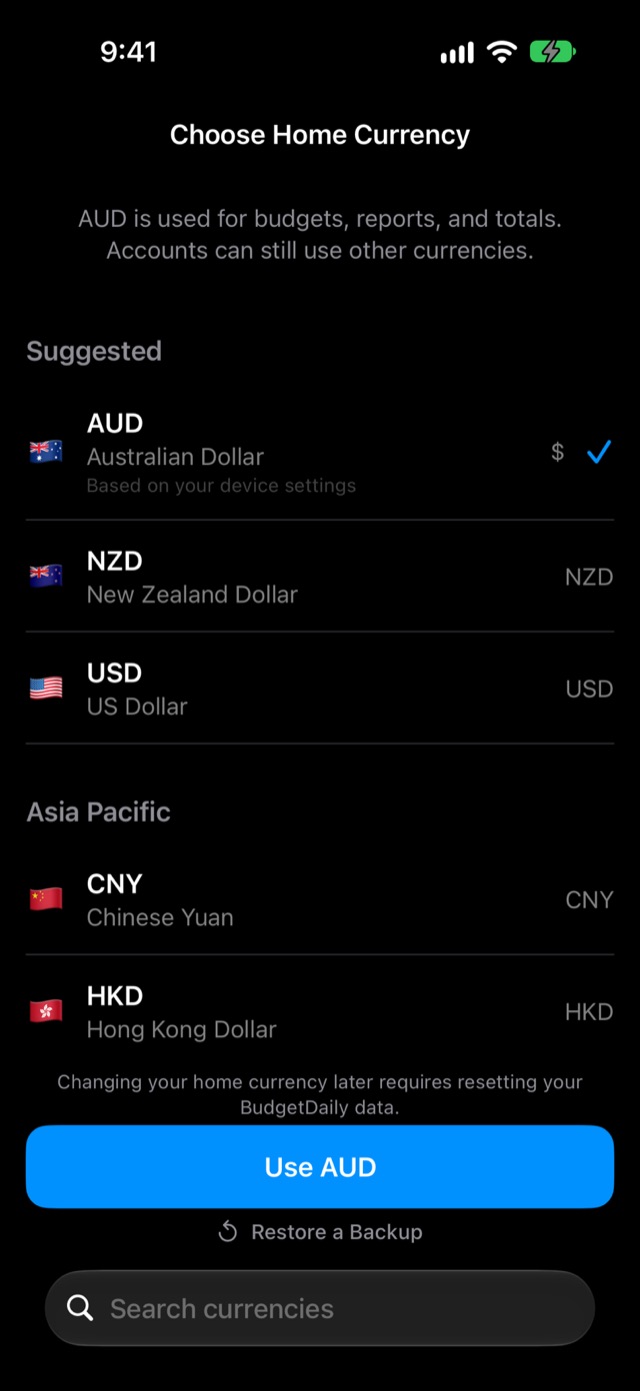 9:41
Choose Home Currency
AUD is used for budgets, reports, and totals.
Accounts can still use other currencies.
Suggested
AUD
Australian Dollar
Based on your device settings
$
NZD
New Zealand Dollar
NZD
USD
US Dollar
USD
Asia Pacific
CNY
Chinese Yuan
CNY
HKD
Hong Kong Dollar
HKD
Changing your home currency later requires resetting your
BudgetDaily data.
Use AUD
Restore a Backup
Search currencies